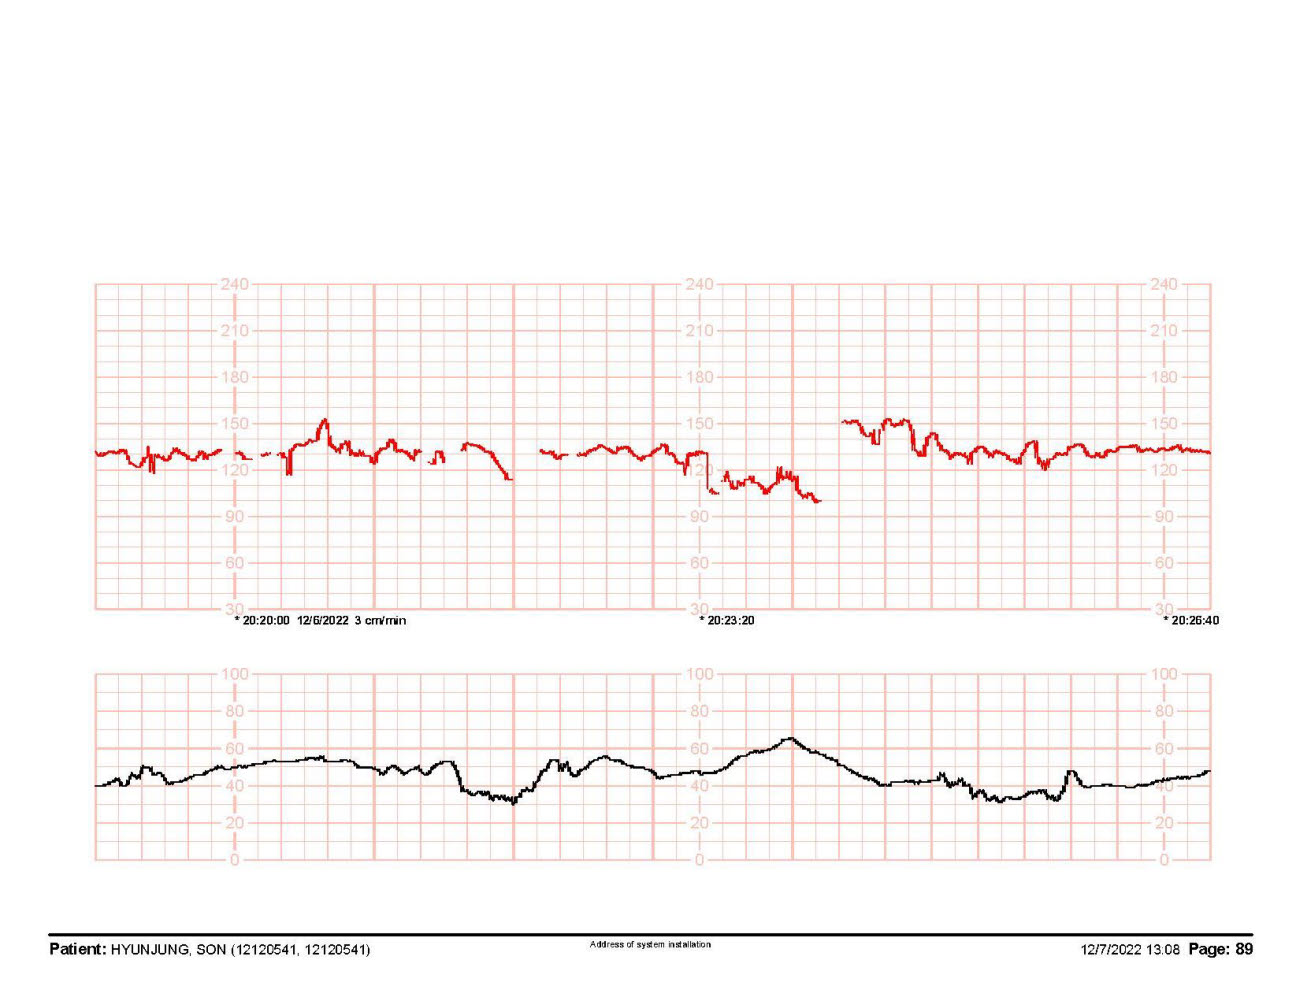 240 240 240
210 210 210
180 180 180
150 150 150
120 120 120
90 90 90
60 60 60
30 30 30
* 20:20:00 12/6/2022 3 cm/min * 20:23:20 * 20:26:40
100 100 100
80 80 80
60 60 60
40 40 40
20 20 20
0 0 0
Patient: HYUNJUNG, SON (12120541, 12120541) Address of system installation 12/7/2022 13:08 Page: 89